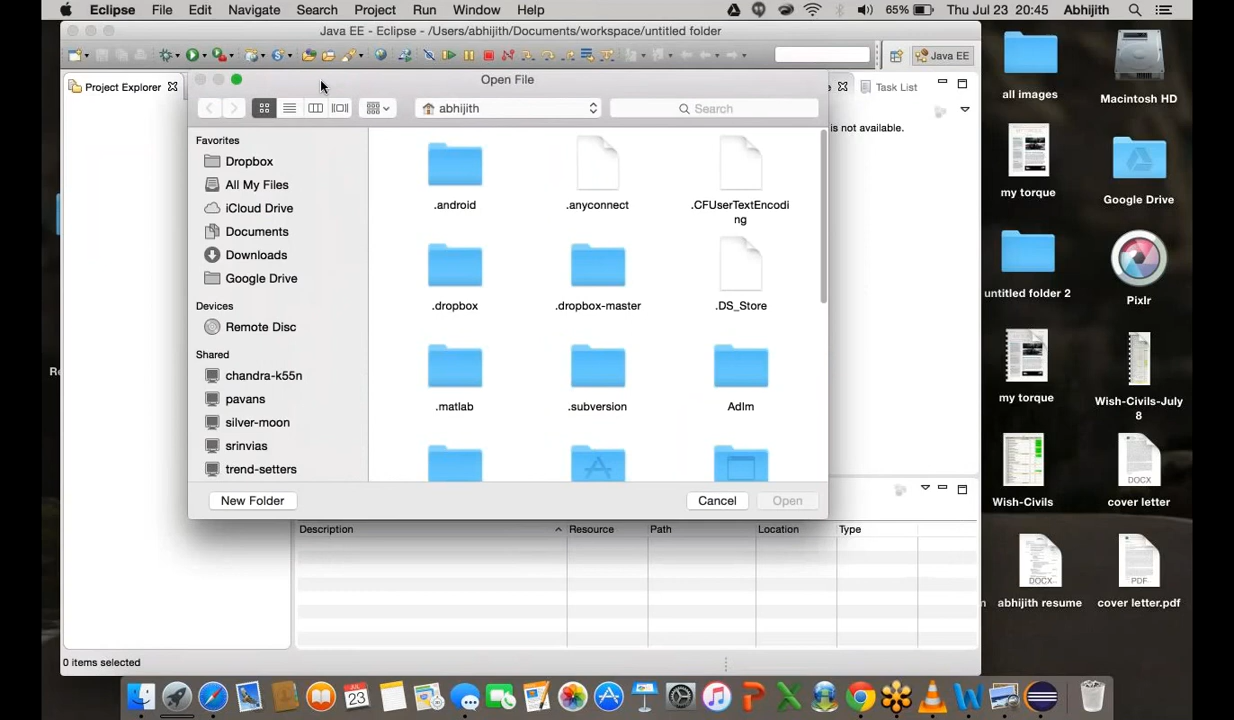 Eclipse File Edit Navigate Search Project Run Window Help 65% Thu Jul 23 20:45 Abhijith
Java EE - Eclipse - /Users/abhijith/Documents/workspace/untitled folder
Java EE
Project Explorer
Task List
is not available.
Open File
abhijith
Search
Favorites
Dropbox
All My Files
iCloud Drive
Documents
Downloads
Google Drive
Devices
Remote Disc
Shared
chandra-k55n
pavans
silver-moon
srinvias
trend-setters
.android
.anyconnect
.CFUserTextEncodi
ng
.dropbox
.dropbox-master
.DS_Store
.matlab
.subversion
Adlm
New Folder
Cancel
Open
Description
Resource
Path
Location
Type
0 items selected
all images
Macintosh HD
my torque
Google Drive
untitled folder 2
Pixlr
my torque
Wish-Civils-July
8
Wish-Civils
DOCX
cover letter
DOCX
abhijith resume
PDF
cover letter.pdf
Re
JUL
23